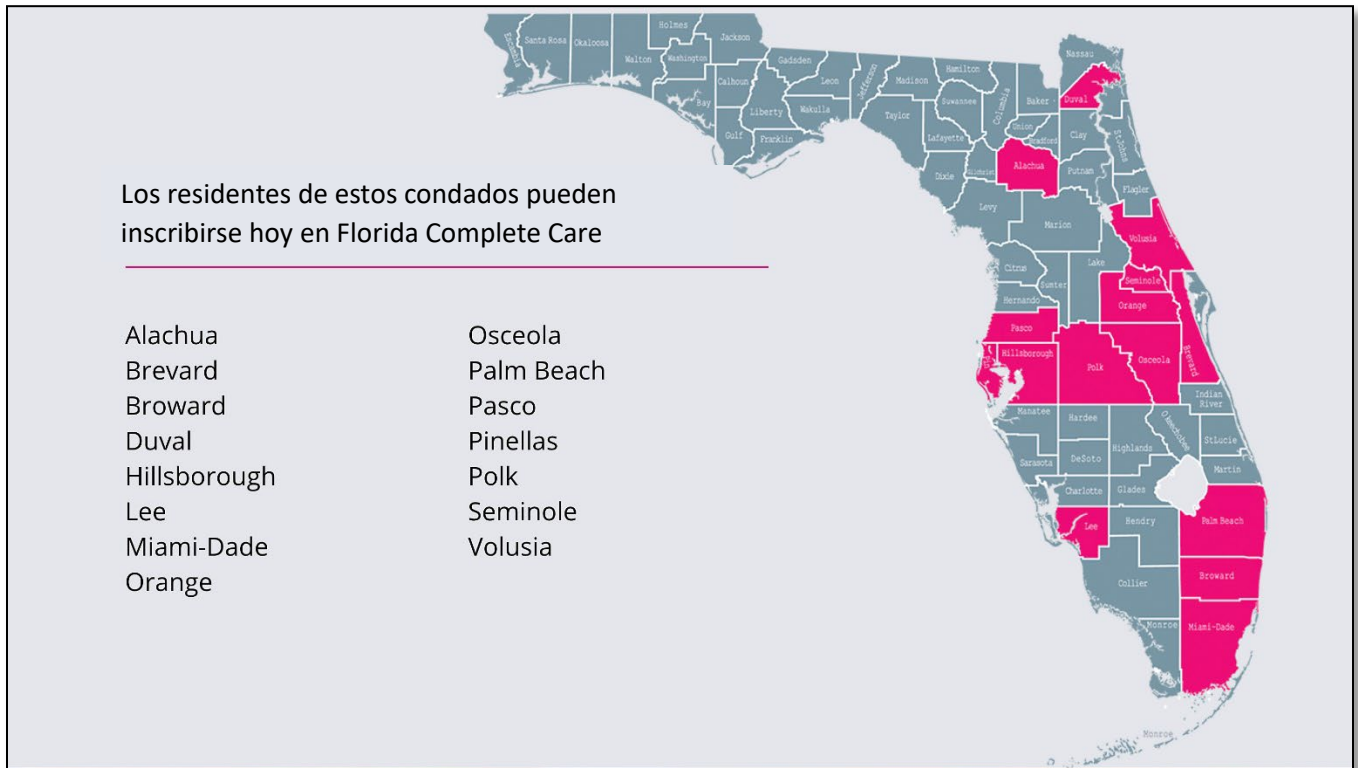 Los residentes de estos condados pueden
inscribirse hoy en Florida Complete Care
Alachua
Brevard
Broward
Duval
Hillsborough
Lee
Miami-Dade
Orange
Osceola
Palm Beach
Pasco
Pinellas
Polk
Seminole
Volusia
Escambia
Santa Rosa
Okaloosa
Walton
Holmes
Washington
Jackson
Bay
Calhoun
Gulf
Liberty
Franklin
Gadsden
Leon
Wakulla
Jefferson
Madison
Taylor
Hamilton
Suwannee
Lafayette
Dixie
Columbia
Baker
Union
Bradford
Nassau
Duval
Clay
St Johns
Alachua
Putnam
Flagler
Levy
Marion
Volusia
Citrus
Sumter
Lake
Hernando
Seminole
Orange
Pasco
Hillsborough
Polk
Osceola
Brevard
Indian
River
Manatee
Hardee
Highlands
Okeechobee
StLucie
Sarasota
DeSoto
Martin
Charlotte
Glades
Lee
Hendry
Palm Beach
Collier
Broward
Monroe
Miami-Dade
Monroe